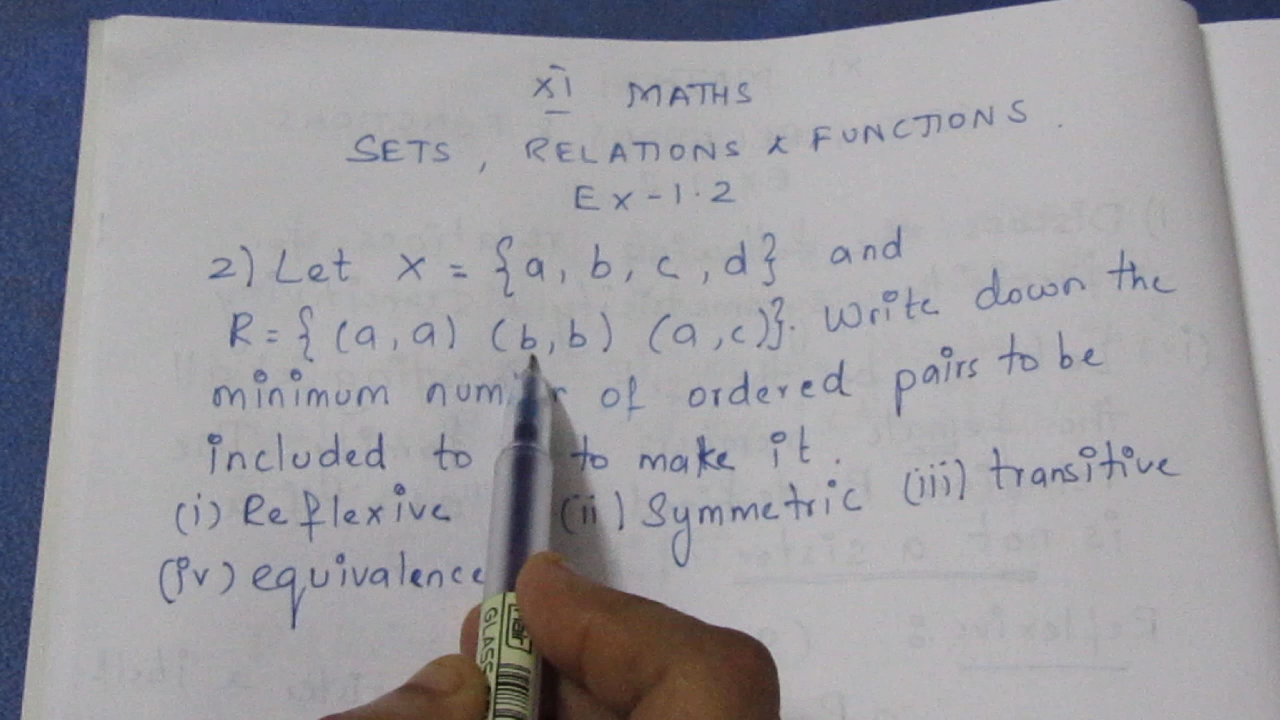 XI MATHS
SETS, RELATIONS & FUNCTIONS.
Ex-1.2
2) Let X = {a, b, c, d} and
R = { (a, a) (b, b) (a, c)}. Write down the
minimum of ordered pairs to be
included to to make it.
(i) Reflexive (ii) Symmetric (iii) transitive
(iv) equivalence
GLASS